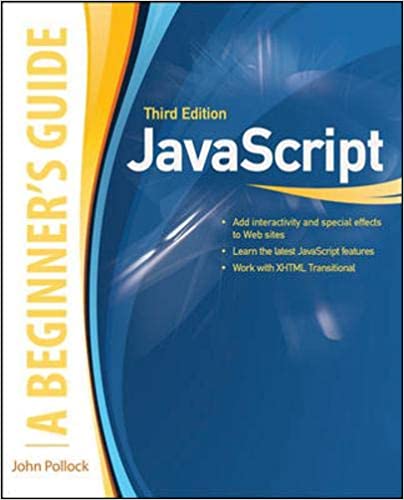 A BEGINNER'S GUIDE
Third Edition
JavaScript
• Add interactivity and special effects
to Web sites
• Learn the latest JavaScript features
• Work with XHTML Transitional
John Pollock